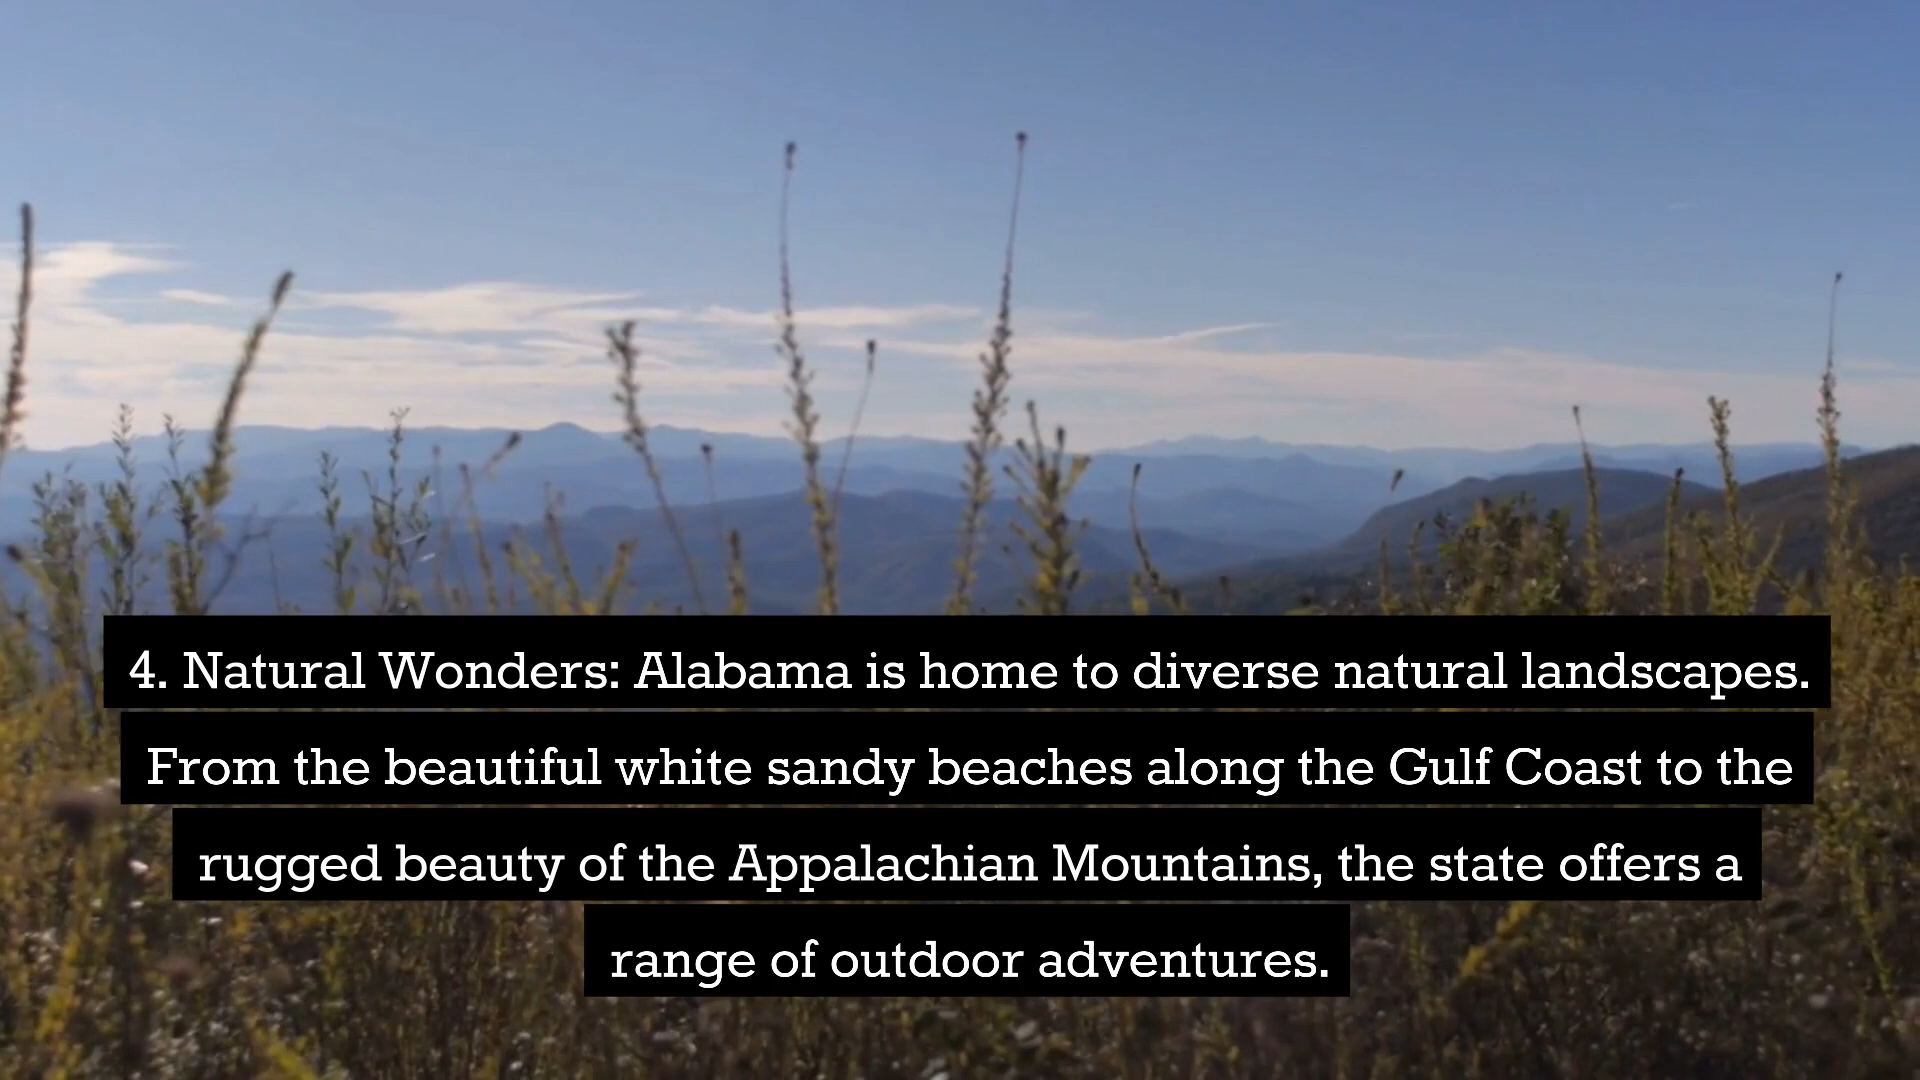 4. Natural Wonders: Alabama is home to diverse natural landscapes.
From the beautiful white sandy beaches along the Gulf Coast to the
rugged beauty of the Appalachian Mountains, the state offers a
range of outdoor adventures.